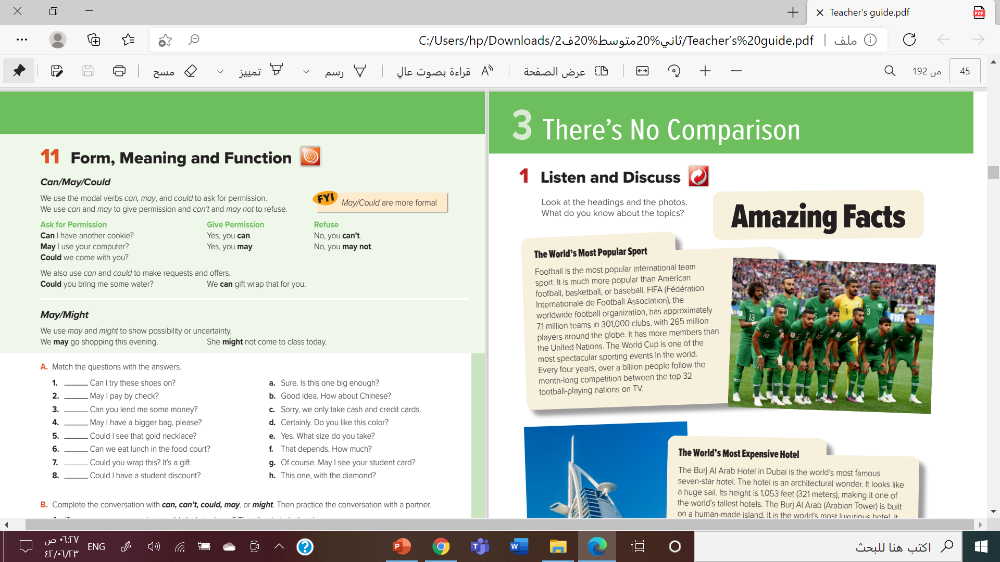 Teacher's guide.pdf
C:/Users/hp/Downloads/ثاني%20متوسط%20ف2/Teacher's%20guide.pdf
ملف
مسح
تمييز
رسم
قراءة بصوت عالٍ
عرض الصفحة
من 192
45
11 Form, Meaning and Function
Can/May/Could
We use the modal verbs can, may, and could to ask for permission.
We use can and may to give permission and can't and may not to refuse.
FYI May/Could are more formal
Ask for Permission Give Permission Refuse
Can I have another cookie? Yes, you can. No, you can't.
May I use your computer? Yes, you may. No, you may not.
Could we come with you?
We also use can and could to make requests and offers.
Could you bring me some water? We can gift wrap that for you.
May/Might
We use may and might to show possibility or uncertainty.
We may go shopping this evening. She might not come to class today.
A. Match the questions with the answers.
1. ______ Can I try these shoes on? a. Sure. Is this one big enough?
2. ______ May I pay by check? b. Good idea. How about Chinese?
3. ______ Can you lend me some money? c. Sorry, we only take cash and credit cards.
4. ______ May I have a bigger bag, please? d. Certainly. Do you like this color?
5. ______ Could I see that gold necklace? e. Yes. What size do you take?
6. ______ Can we eat lunch in the food court? f. That depends. How much?
7. ______ Could you wrap this? It's a gift. g. Of course. May I see your student card?
8. ______ Could I have a student discount? h. This one, with the diamond?
B. Complete the conversation with can, can't, could, may, or might. Then practice the conversation with a partner.
3 There's No Comparison
1 Listen and Discuss
Look at the headings and the photos.
What do you know about the topics?
Amazing Facts
The World's Most Popular Sport
Football is the most popular international team
sport. It is much more popular than American
football, basketball, or baseball. FIFA (Fédération
Internationale de Football Association), the
worldwide football organization, has approximately
7.1 million teams in 301,000 clubs, with 265 million
players around the globe. It has more members than
the United Nations. The World Cup is one of the
most spectacular sporting events in the world.
Every four years, over a billion people follow the
month-long competition between the top 32
football-playing nations on TV.
The World's Most Expensive Hotel
The Burj Al Arab Hotel in Dubai is the world's most famous
seven-star hotel. The hotel is an architectural wonder. It looks like
a huge sail. Its height is 1,053 feet (321 meters), making it one of
the world's tallest hotels. The Burj Al Arab (Arabian Tower) is built
on a human-made island. It is the world's most luxurious hotel. It
٠٦:٢٧ ص
٤٢/٠٦/٢٣
ENG
اكتب هنا للبحث